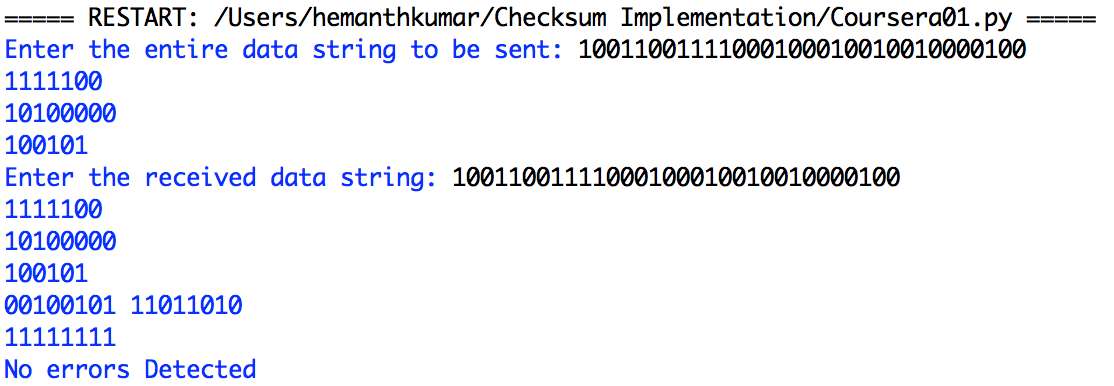 ===== RESTART: /Users/hemanthkumar/Checksum Implementation/Coursera01.py =====
Enter the entire data string to be sent: 10011001111000100010010010000100
1111100
10100000
100101
Enter the received data string: 10011001111000100010010010000100
1111100
10100000
100101
00100101 11011010
11111111
No errors Detected